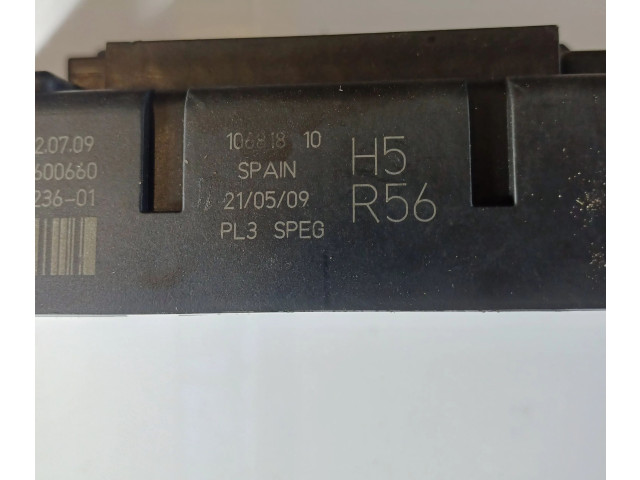 2.07.09
600660
236-01
106818 10
SPAIN
21/05/09
PL3 SPEG
H5
R56